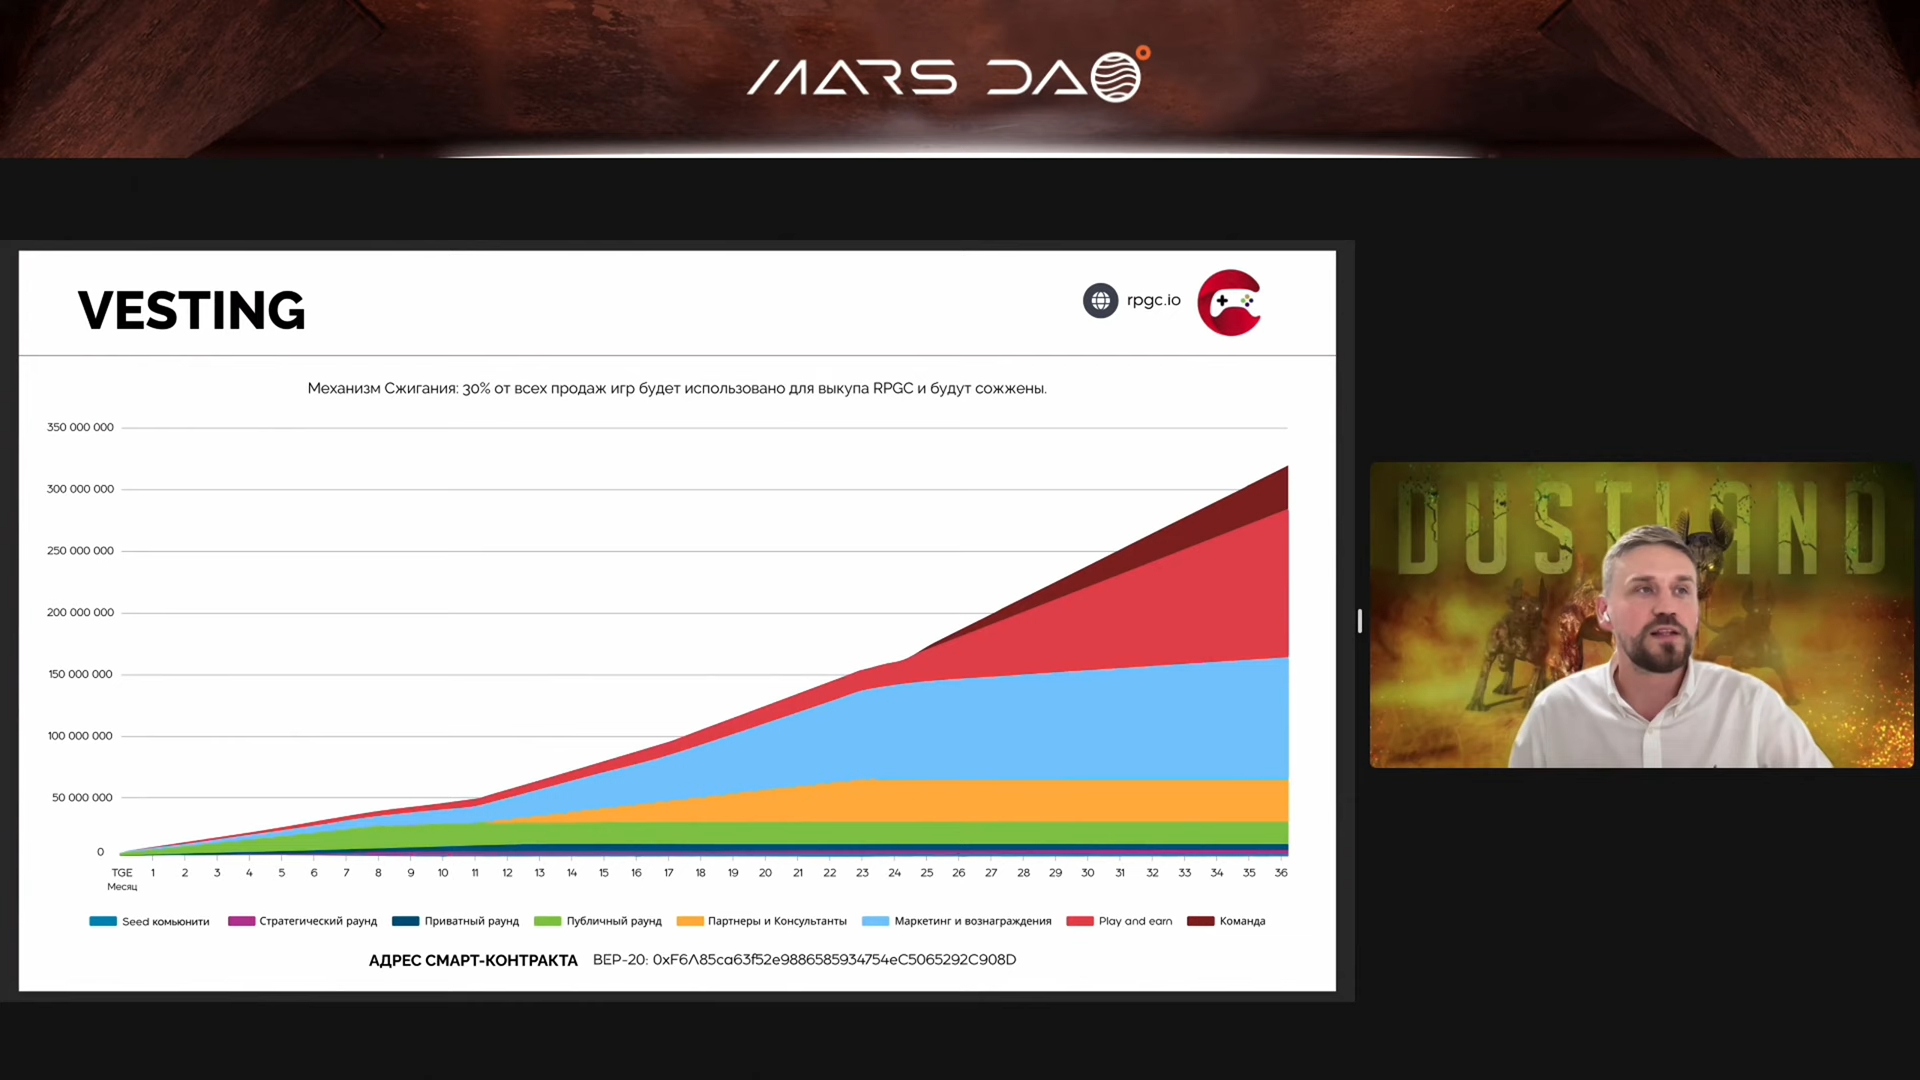 MARS DAO
VESTING
rpgc.io
Механизм Сжигания: 30% от всех продаж игр будет использовано для выкупа RPGC и будут сожжены.
350 000 000
300 000 000
250 000 000
200 000 000
150 000 000
100 000 000
50 000 000
0
TGE 1 2 3 4 5 6 7 8 9 10 11 12 13 14 15 16 17 18 19 20 21 22 23 24 25 26 27 28 29 30 31 32 33 34 35 36
Месяц
Seed комьюнити Стратегический раунд Приватный раунд Публичный раунд Партнеры и Консультанты Маркетинг и вознаграждения Play and earn Команда
АДРЕС СМАРТ-КОНТРАКТА BEP-20: 0xF6A85ca63f52e9886585934754eC5065292C908D
DUSTLAND